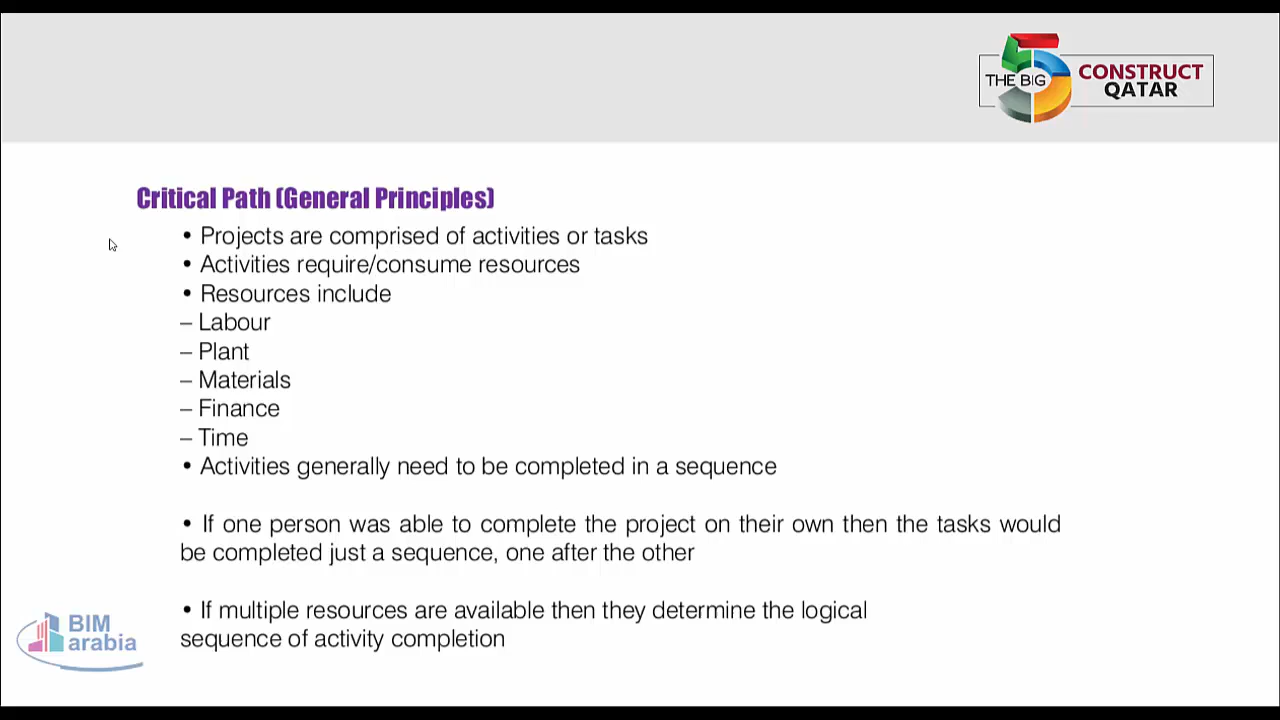 THE BIG 5
CONSTRUCT
QATAR
Critical Path (General Principles)
• Projects are comprised of activities or tasks
• Activities require/consume resources
• Resources include
– Labour
– Plant
– Materials
– Finance
– Time
• Activities generally need to be completed in a sequence
• If one person was able to complete the project on their own then the tasks would
be completed just a sequence, one after the other
• If multiple resources are available then they determine the logical
sequence of activity completion
BIM
arabia